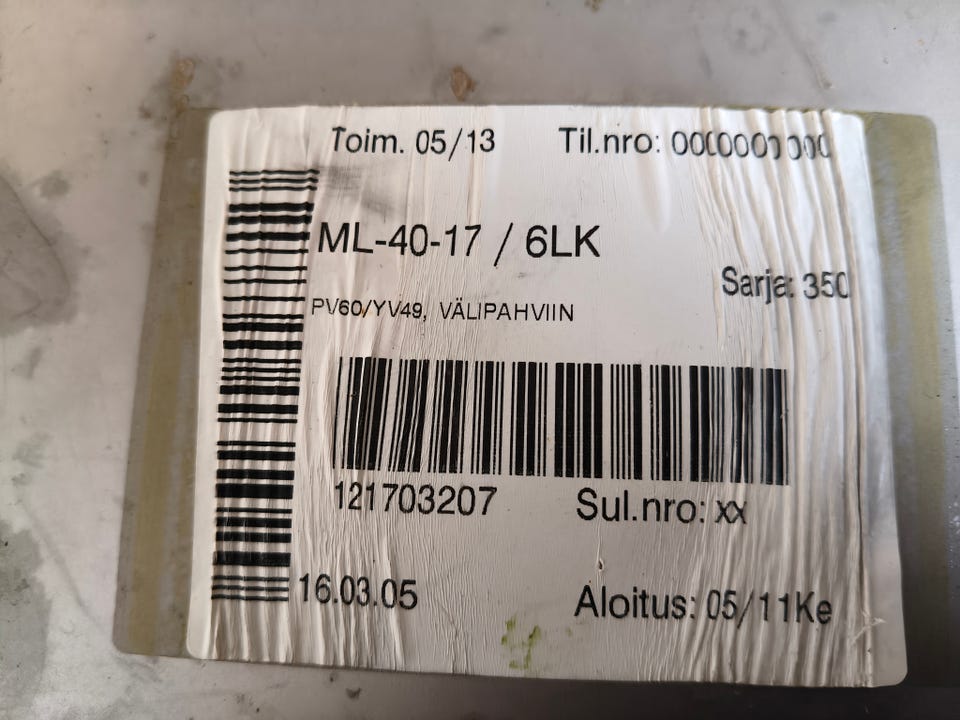 Toim. 05/13 Til.nro: 0000000000
ML-40-17 / 6LK
Sarja: 350
PV60/YV49, VÄLIPAHVIIN
121703207 Sul.nro: xx
16.03.05 Aloitus: 05/11Ke